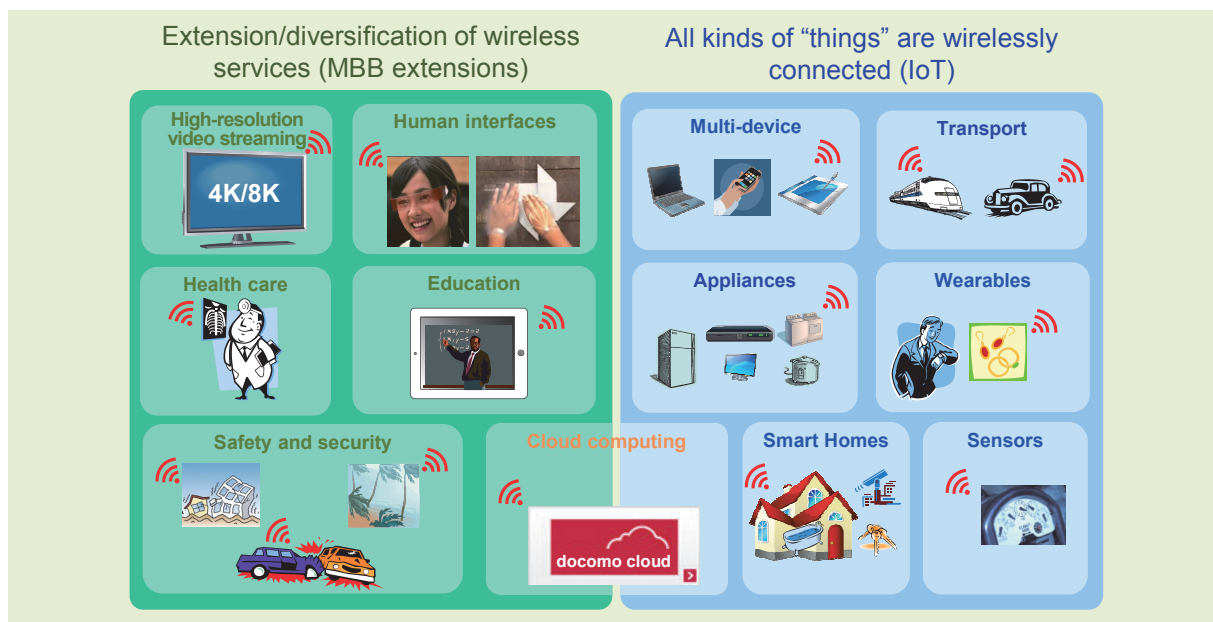 Extension/diversification of wireless
services (MBB extensions)
All kinds of “things” are wirelessly
connected (IoT)
High-resolution
video streaming
4K/8K
Human interfaces
Multi-device
Transport
Health care
Education
Appliances
Wearables
Safety and security
Cloud computing
docomo cloud
Smart Homes
Sensors